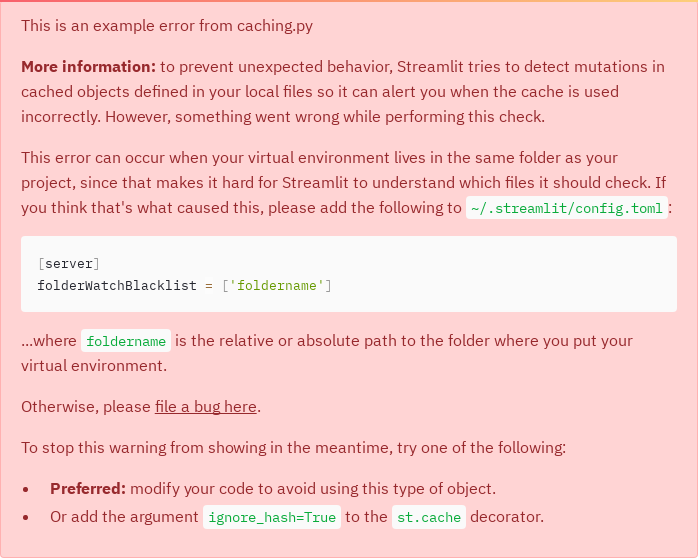 This is an example error from caching.py
More information: to prevent unexpected behavior, Streamlit tries to detect mutations in
cached objects defined in your local files so it can alert you when the cache is used
incorrectly. However, something went wrong while performing this check.
This error can occur when your virtual environment lives in the same folder as your
project, since that makes it hard for Streamlit to understand which files it should check. If
you think that's what caused this, please add the following to ~/.streamlit/config.toml:
[server]
folderWatchBlacklist = ['foldername']
...where foldername is the relative or absolute path to the folder where you put your
virtual environment.
Otherwise, please file a bug here.
To stop this warning from showing in the meantime, try one of the following:
• Preferred: modify your code to avoid using this type of object.
• Or add the argument ignore_hash=True to the st.cache decorator.